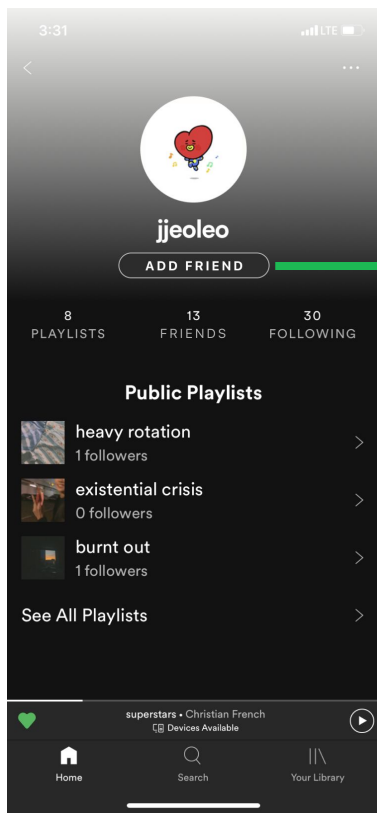 3:31
LTE
jjeoleo
ADD FRIEND
8 13 30
PLAYLISTS FRIENDS FOLLOWING
Public Playlists
heavy rotation
1 followers
existential crisis
0 followers
burnt out
1 followers
See All Playlists
superstars • Christian French
Devices Available
Home Search Your Library